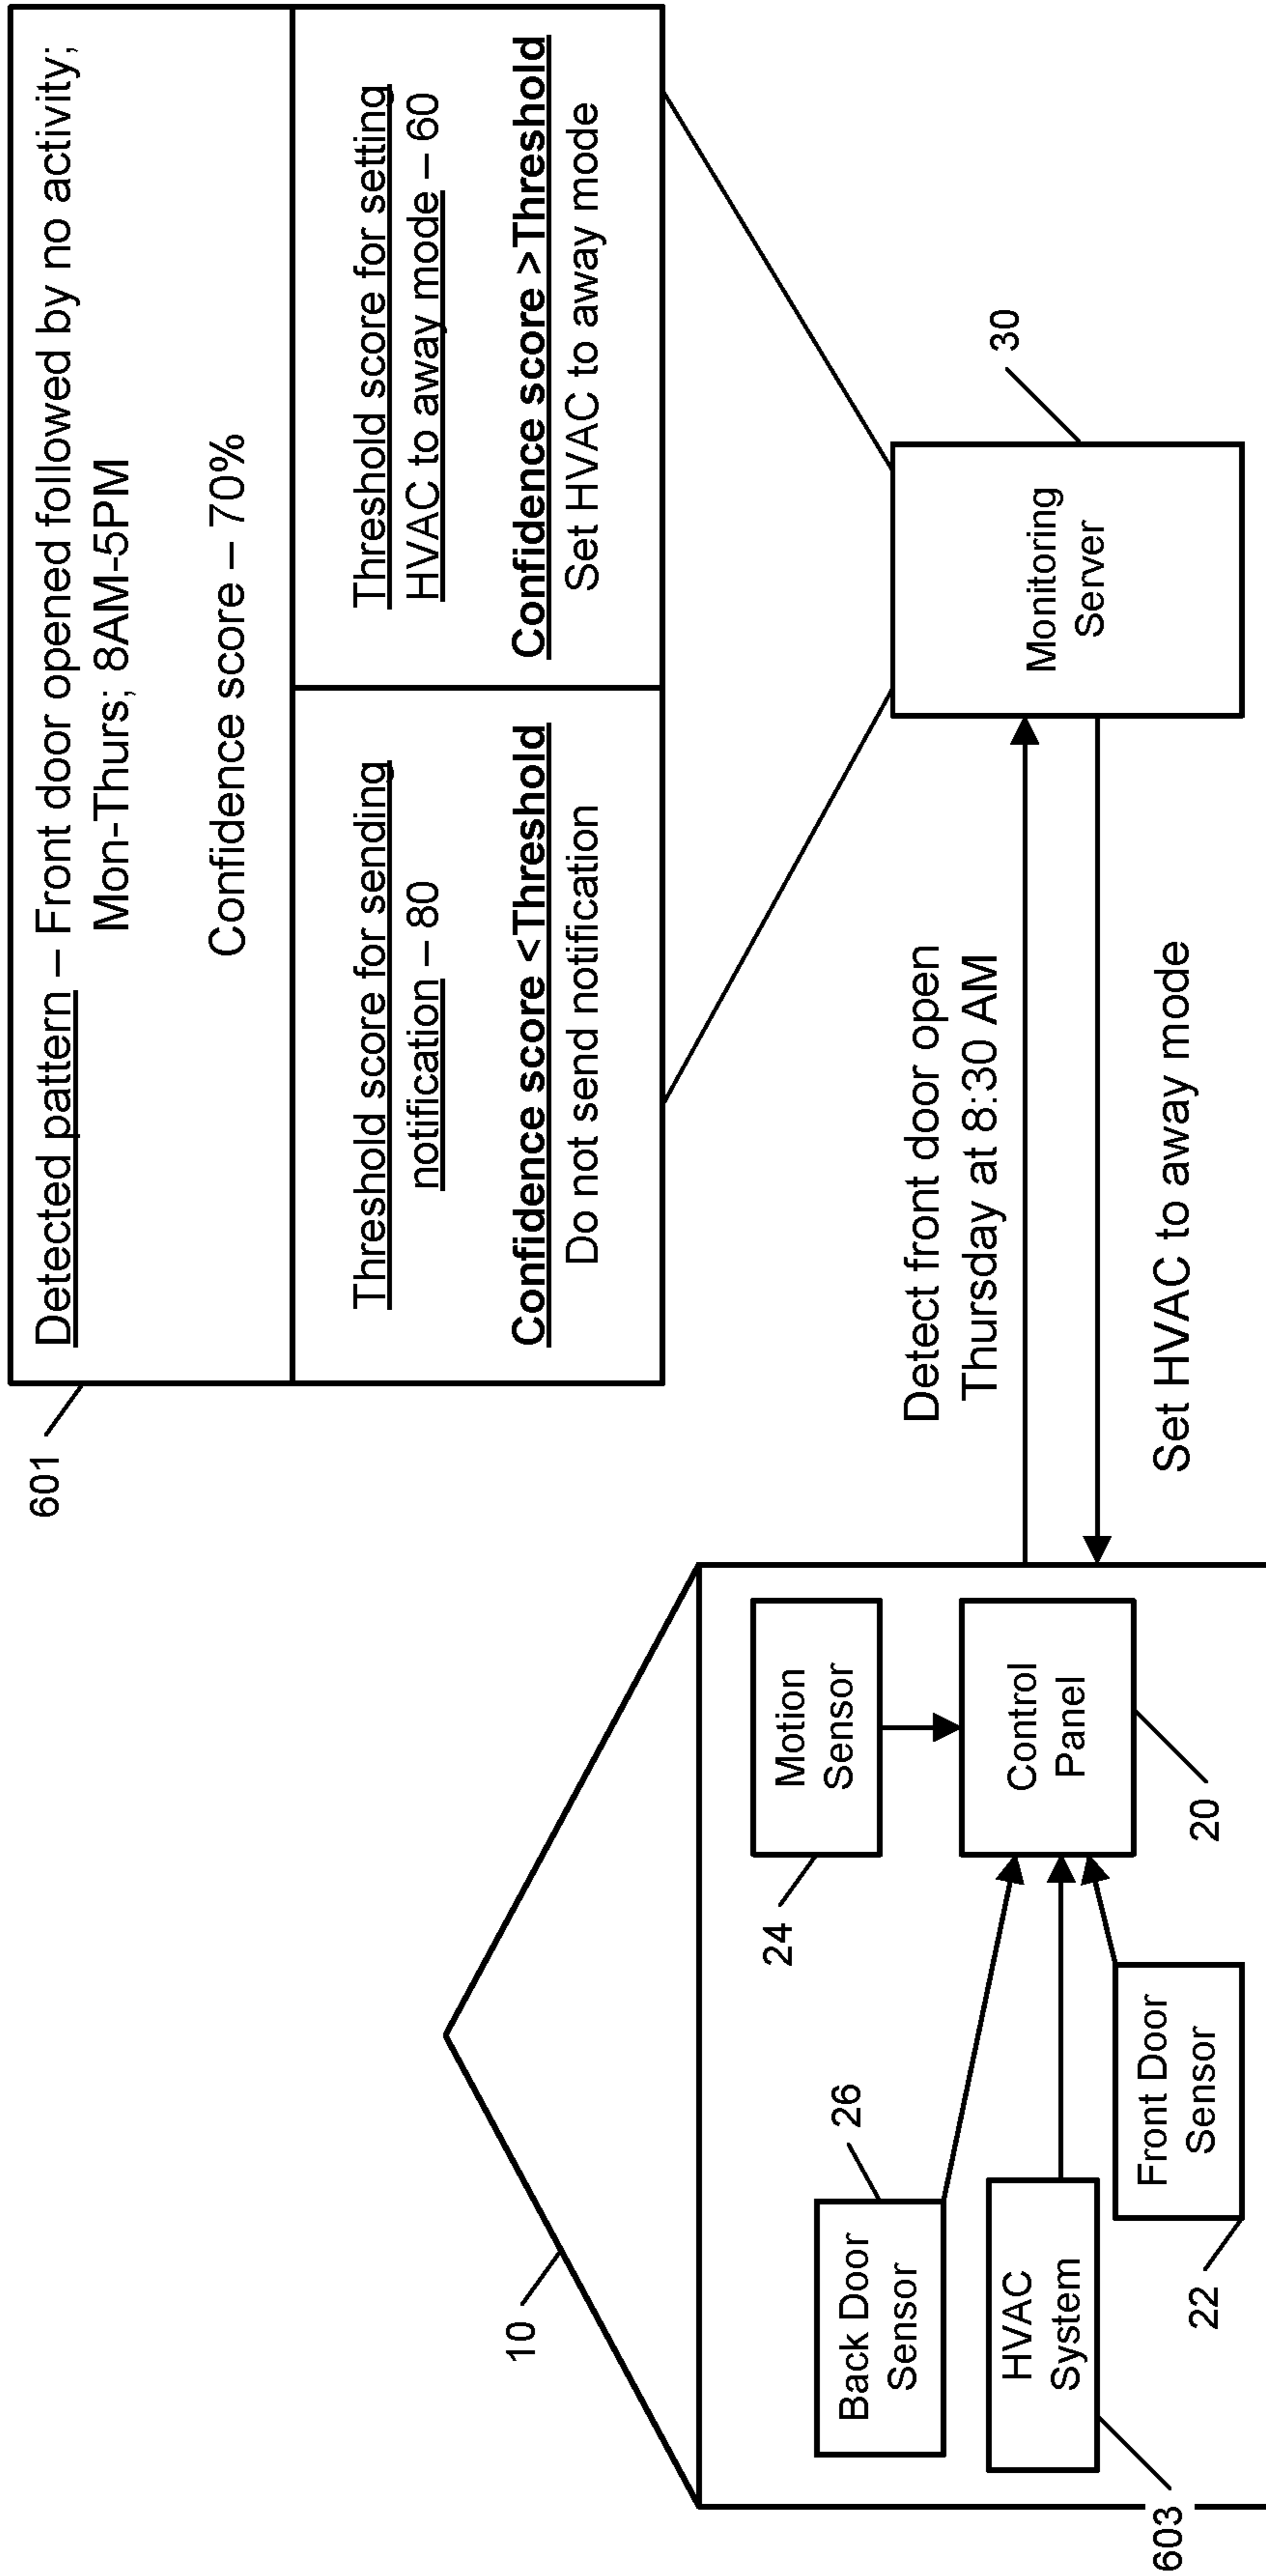 601
Detected pattern – Front door opened followed by no activity;
Mon-Thurs; 8AM-5PM
Confidence score – 70%
Threshold score for sending
notification – 80
Confidence score <Threshold
Do not send notification
Threshold score for setting
HVAC to away mode – 60
Confidence score >Threshold
Set HVAC to away mode
10
Back Door
Sensor
26
HVAC
System
603
Front Door
Sensor
22
Motion
Sensor
24
Control
Panel
20
Detect front door open
Thursday at 8:30 AM
Set HVAC to away mode
Monitoring
Server
30